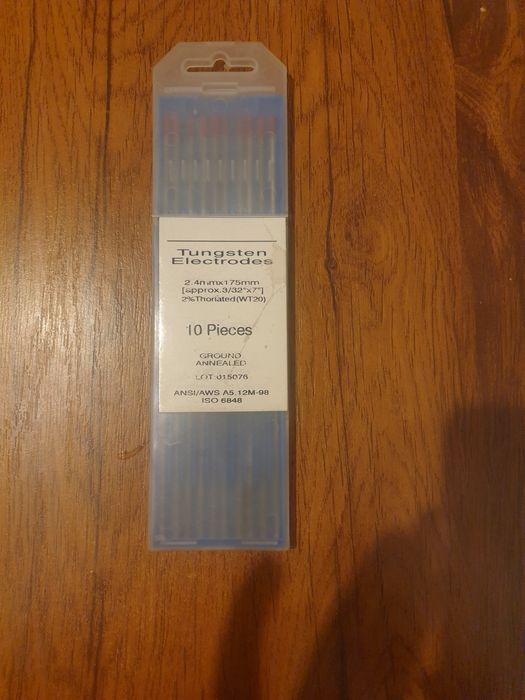 Tungsten
Electrodes
2.4mmx175mm
[approx.3/32"x7"]
2%Thoriated(WT20)
10 Pieces
GROUND
ANNEALED
LOT 015076
ANSI/AWS A5.12M-98
ISO 6848